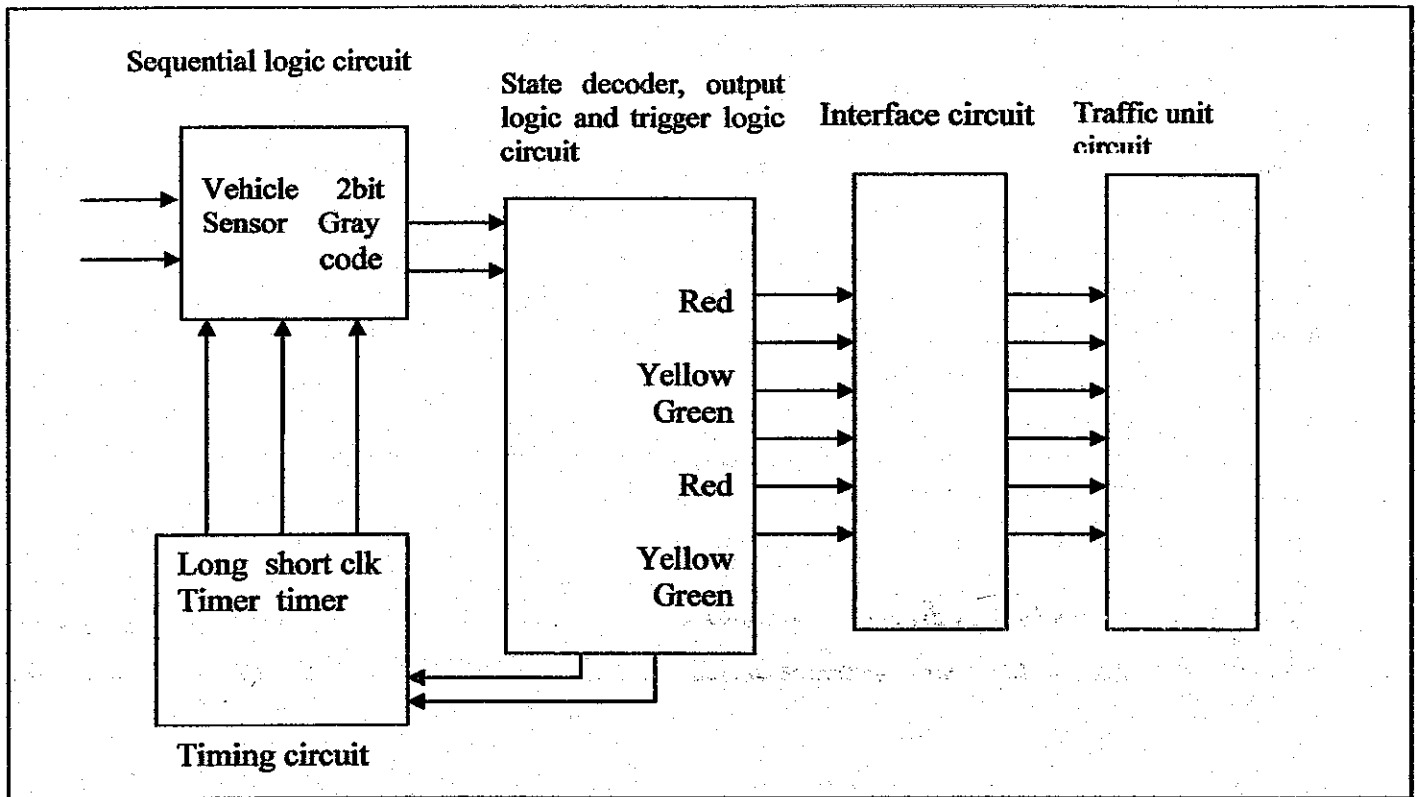 Sequential logic circuit
State decoder, output
logic and trigger logic
circuit
Interface circuit
Traffic unit
circuit
Vehicle 2bit
Sensor Gray
code
Red
Yellow
Green
Red
Yellow
Green
Long short clk
Timer timer
Timing circuit